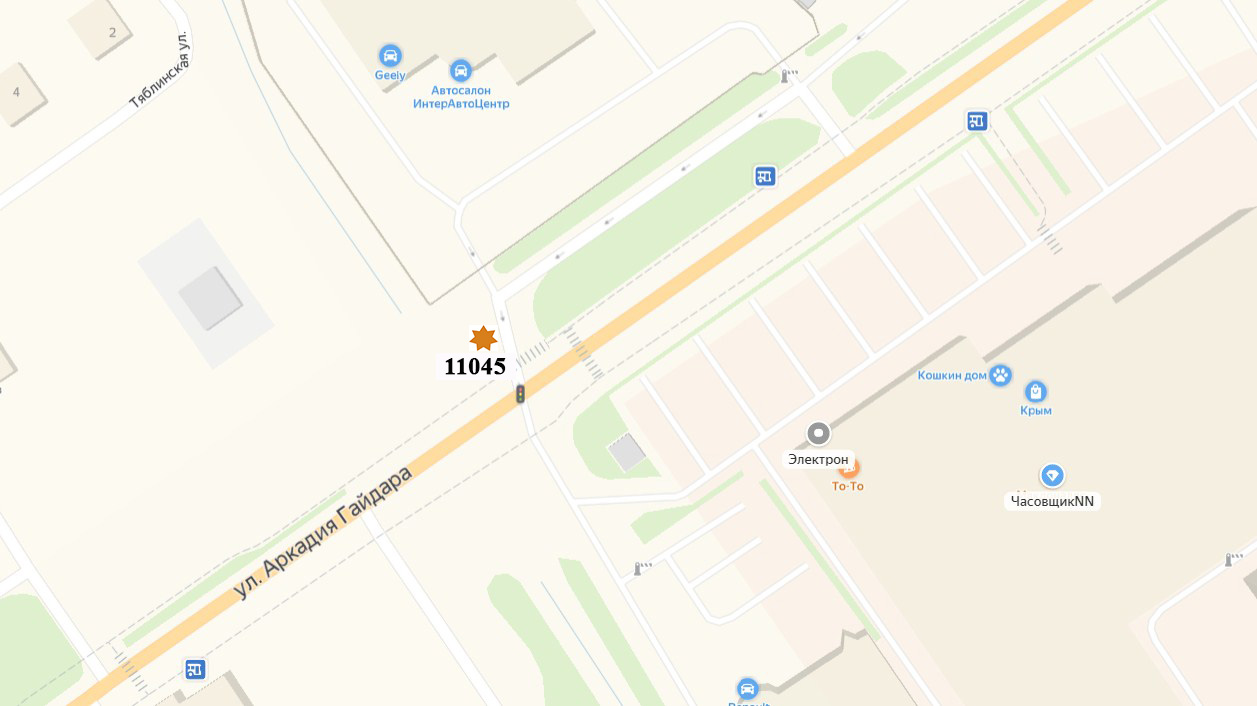 2
4
Тяблинская ул.
Geely
Автосалон
ИнтерАвтоЦентр
11045
Кошкин дом
Крым
Электрон
То-То
ЧасовщикNN
ул. Аркадия Гайдара